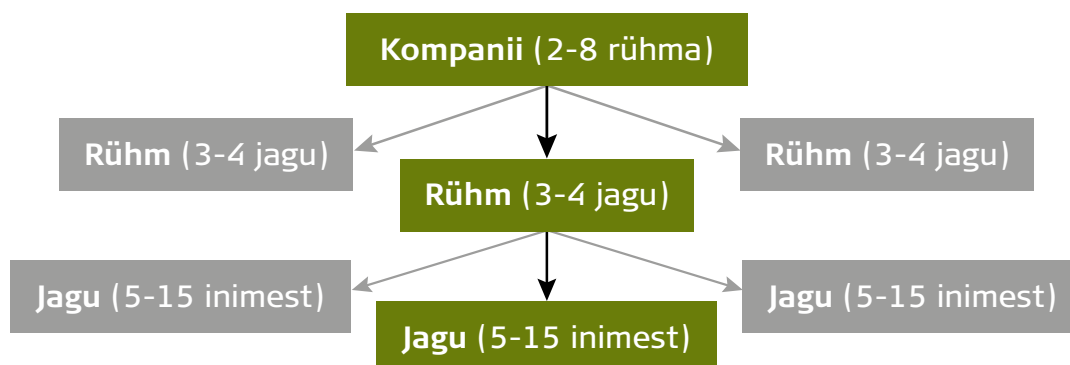 Kompanii (2-8 rühma)
Rühm (3-4 jagu)
Rühm (3-4 jagu)
Rühm (3-4 jagu)
Jagu (5-15 inimest)
Jagu (5-15 inimest)
Jagu (5-15 inimest)